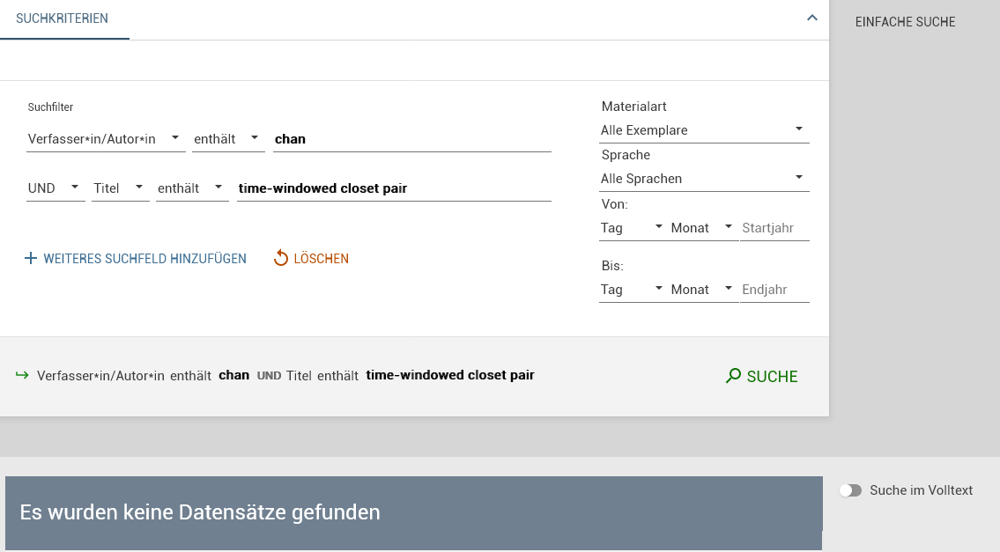 SUCHKRITERIEN
EINFACHE SUCHE
Suchfilter
Verfasser*in/Autor*in enthält chan
UND Titel enthält time-windowed closet pair
WEITERES SUCHFELD HINZUFÜGEN LÖSCHEN
Materialart
Alle Exemplare
Sprache
Alle Sprachen
Von:
Tag Monat Startjahr
Bis:
Tag Monat Endjahr
Verfasser*in/Autor*in enthält chan UND Titel enthält time-windowed closet pair
SUCHE
Es wurden keine Datensätze gefunden
Suche im Volltext